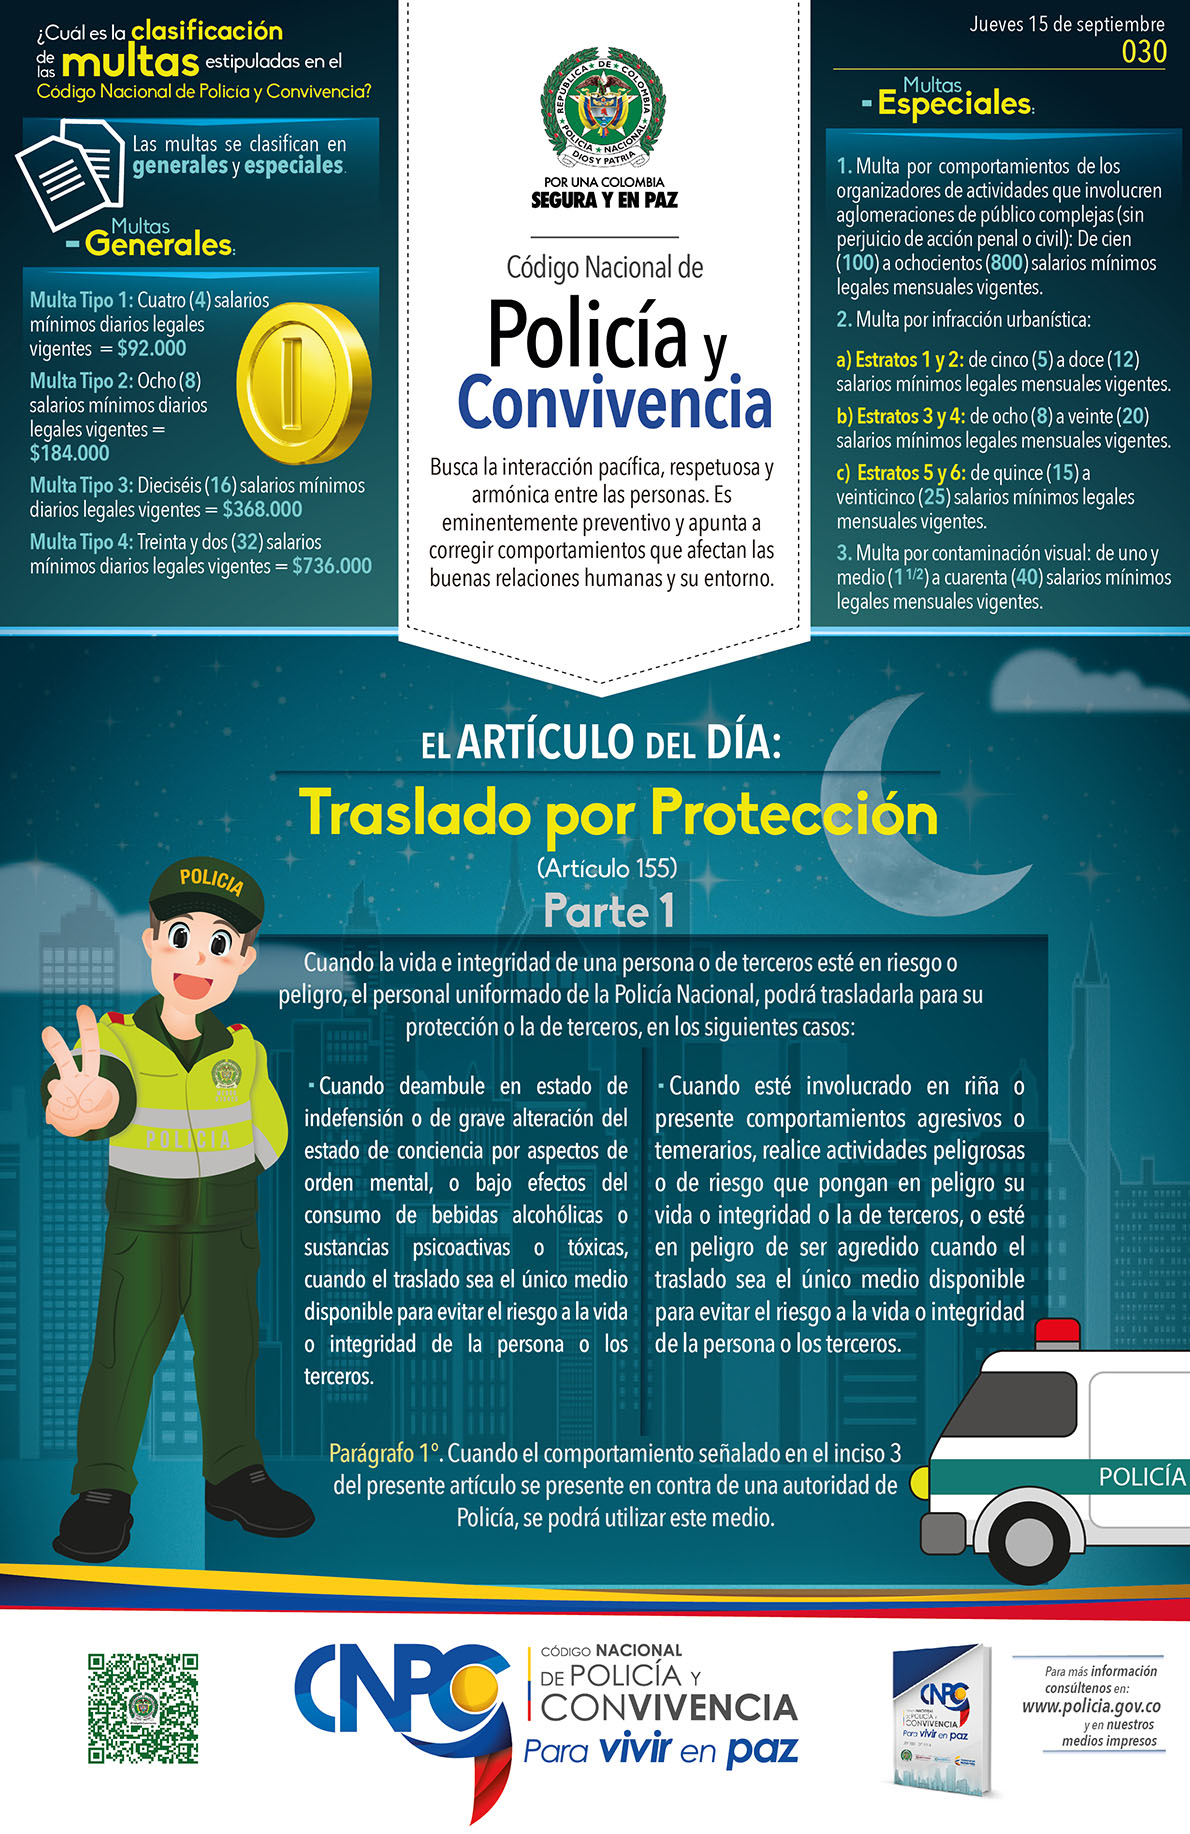 ¿Cuál es la clasificación
de las multas estipuladas en el
Código Nacional de Policía y Convivencia?
Las multas se clasifican en
generales y especiales.
Multas
- Generales:
Multa Tipo 1: Cuatro (4) salarios
mínimos diarios legales
vigentes = $92.000
Multa Tipo 2: Ocho (8)
salarios mínimos diarios
legales vigentes =
$184.000
Multa Tipo 3: Dieciséis (16) salarios mínimos
diarios legales vigentes = $368.000
Multa Tipo 4: Treinta y dos (32) salarios
mínimos diarios legales vigentes = $736.000
REPÚBLICA DE COLOMBIA
POLICÍA NACIONAL
DIOS Y PATRIA
POR UNA COLOMBIA
SEGURA Y EN PAZ
Código Nacional de
Policía y
Convivencia
Busca la interacción pacífica, respetuosa y
armónica entre las personas. Es
eminentemente preventivo y apunta a
corregir comportamientos que afectan las
buenas relaciones humanas y su entorno.
Jueves 15 de septiembre
030
Multas
- Especiales:
1. Multa por comportamientos de los
organizadores de actividades que involucren
aglomeraciones de público complejas (sin
perjuicio de acción penal o civil): De cien
(100) a ochocientos (800) salarios mínimos
legales mensuales vigentes.
2. Multa por infracción urbanística:
a) Estratos 1 y 2: de cinco (5) a doce (12)
salarios mínimos legales mensuales vigentes.
b) Estratos 3 y 4: de ocho (8) a veinte (20)
salarios mínimos legales mensuales vigentes.
c) Estratos 5 y 6: de quince (15) a
veinticinco (25) salarios mínimos legales
mensuales vigentes.
3. Multa por contaminación visual: de uno y
medio (1 1/2) a cuarenta (40) salarios mínimos
legales mensuales vigentes.
EL ARTÍCULO DEL DÍA:
Traslado por Protección
(Artículo 155)
Parte 1
Cuando la vida e integridad de una persona o de terceros esté en riesgo o
peligro, el personal uniformado de la Policía Nacional, podrá trasladarla para su
protección o la de terceros, en los siguientes casos:
· Cuando deambule en estado de
indefensión o de grave alteración del
estado de conciencia por aspectos de
orden mental, o bajo efectos del
consumo de bebidas alcohólicas o
sustancias psicoactivas o tóxicas,
cuando el traslado sea el único medio
disponible para evitar el riesgo a la vida
o integridad de la persona o los
terceros.
· Cuando esté involucrado en riña o
presente comportamientos agresivos o
temerarios, realice actividades peligrosas
o de riesgo que pongan en peligro su
vida o integridad o la de terceros, o esté
en peligro de ser agredido cuando el
traslado sea el único medio disponible
para evitar el riesgo a la vida o integridad
de la persona o los terceros.
Parágrafo 1°. Cuando el comportamiento señalado en el inciso 3
del presente artículo se presente en contra de una autoridad de
Policía, se podrá utilizar este medio.
POLICIA
POLICIA
POLICÍA
CNPC
CÓDIGO NACIONAL
DE POLICÍA Y
CONVIVENCIA
Para vivir en paz
CNPC
CONVIVENCIA
Para vivir en paz
Para más información
consúltenos en:
www.policia.gov.co
y en nuestros
medios impresos